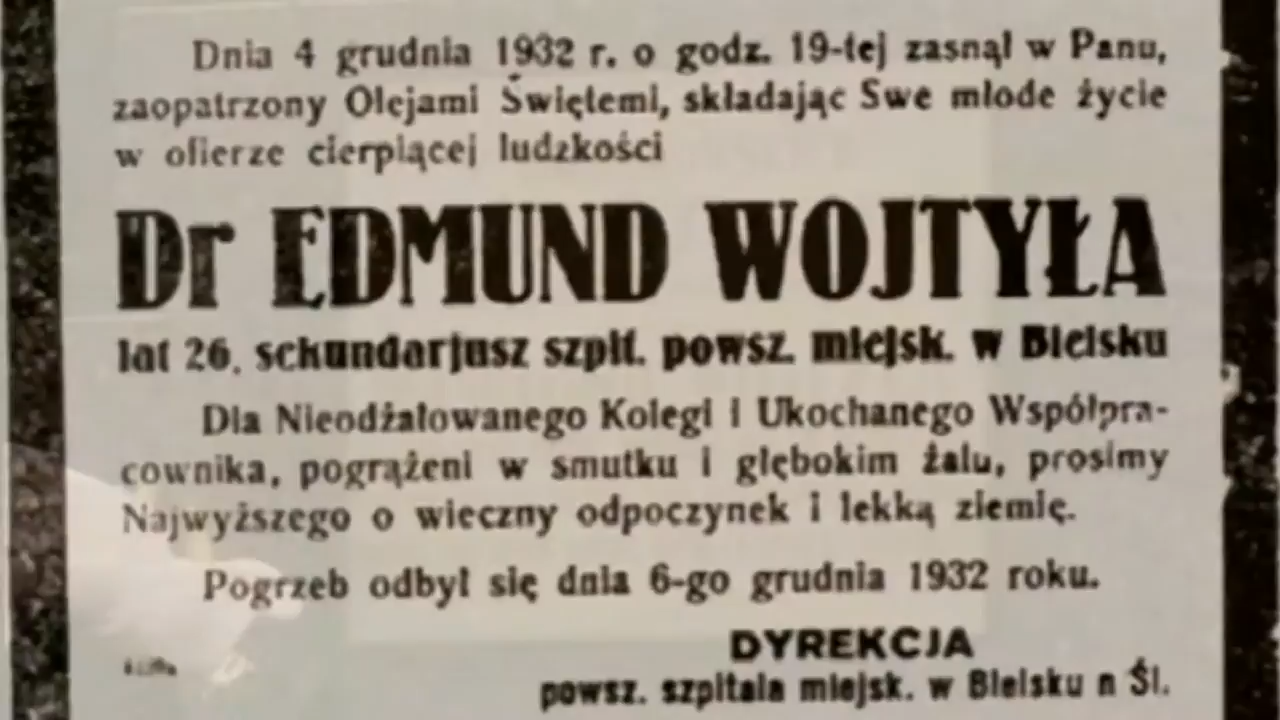 Dnia 4 grudnia 1932 r. o godz. 19-tej zasnął w Panu,
zaopatrzony Olejami Świętemi, składając Swe młode życie
w ofierze cierpiącej ludzkości
Dr EDMUND WOJTYŁA
lat 26, sekundarjusz szpit. powsz. miejsk. w Bielsku
Dla Nieodżałowanego Kolegi i Ukochanego Współpra-
cownika, pogrążeni w smutku i głębokim żalu, prosimy
Najwyższego o wieczny odpoczynek i lekką ziemię.
Pogrzeb odbył się dnia 6-go grudnia 1932 roku.
DYREKCJA
powsz. szpitala miejsk. w Bielsku n Śl.